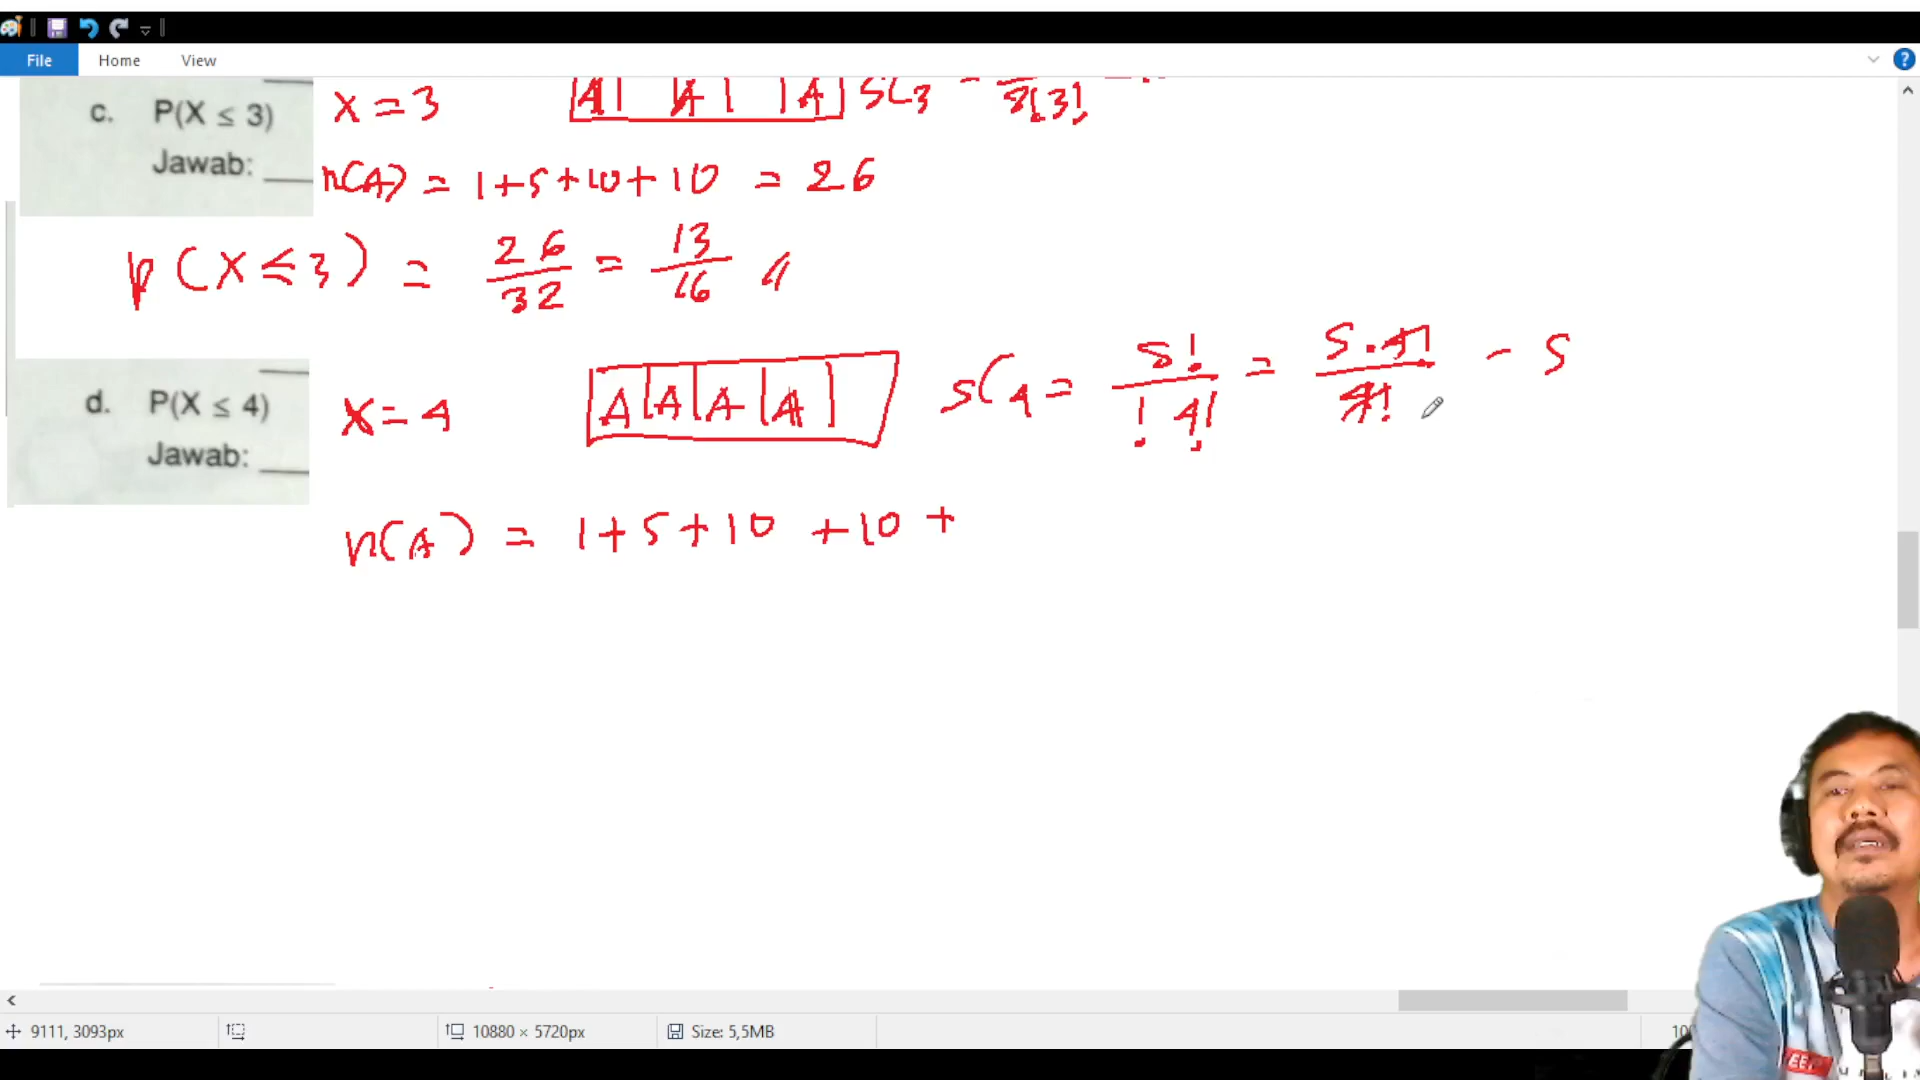 File Home View
c. P(X ≤ 3)
Jawab: ___
x = 3 |A| |A| |A| 5C3
n(A) = 1+5+10+10 = 26
p(X ≤ 3) = 26/32 = 13/16
d. P(X ≤ 4)
Jawab: ___
x = 4 |A|A|A|A| | 5C4 = 5!/! 4! = 5.4!/4! - 5
n(A) = 1+5+10+10+
9111, 3093px 10880 × 5720px Size: 5,5MB